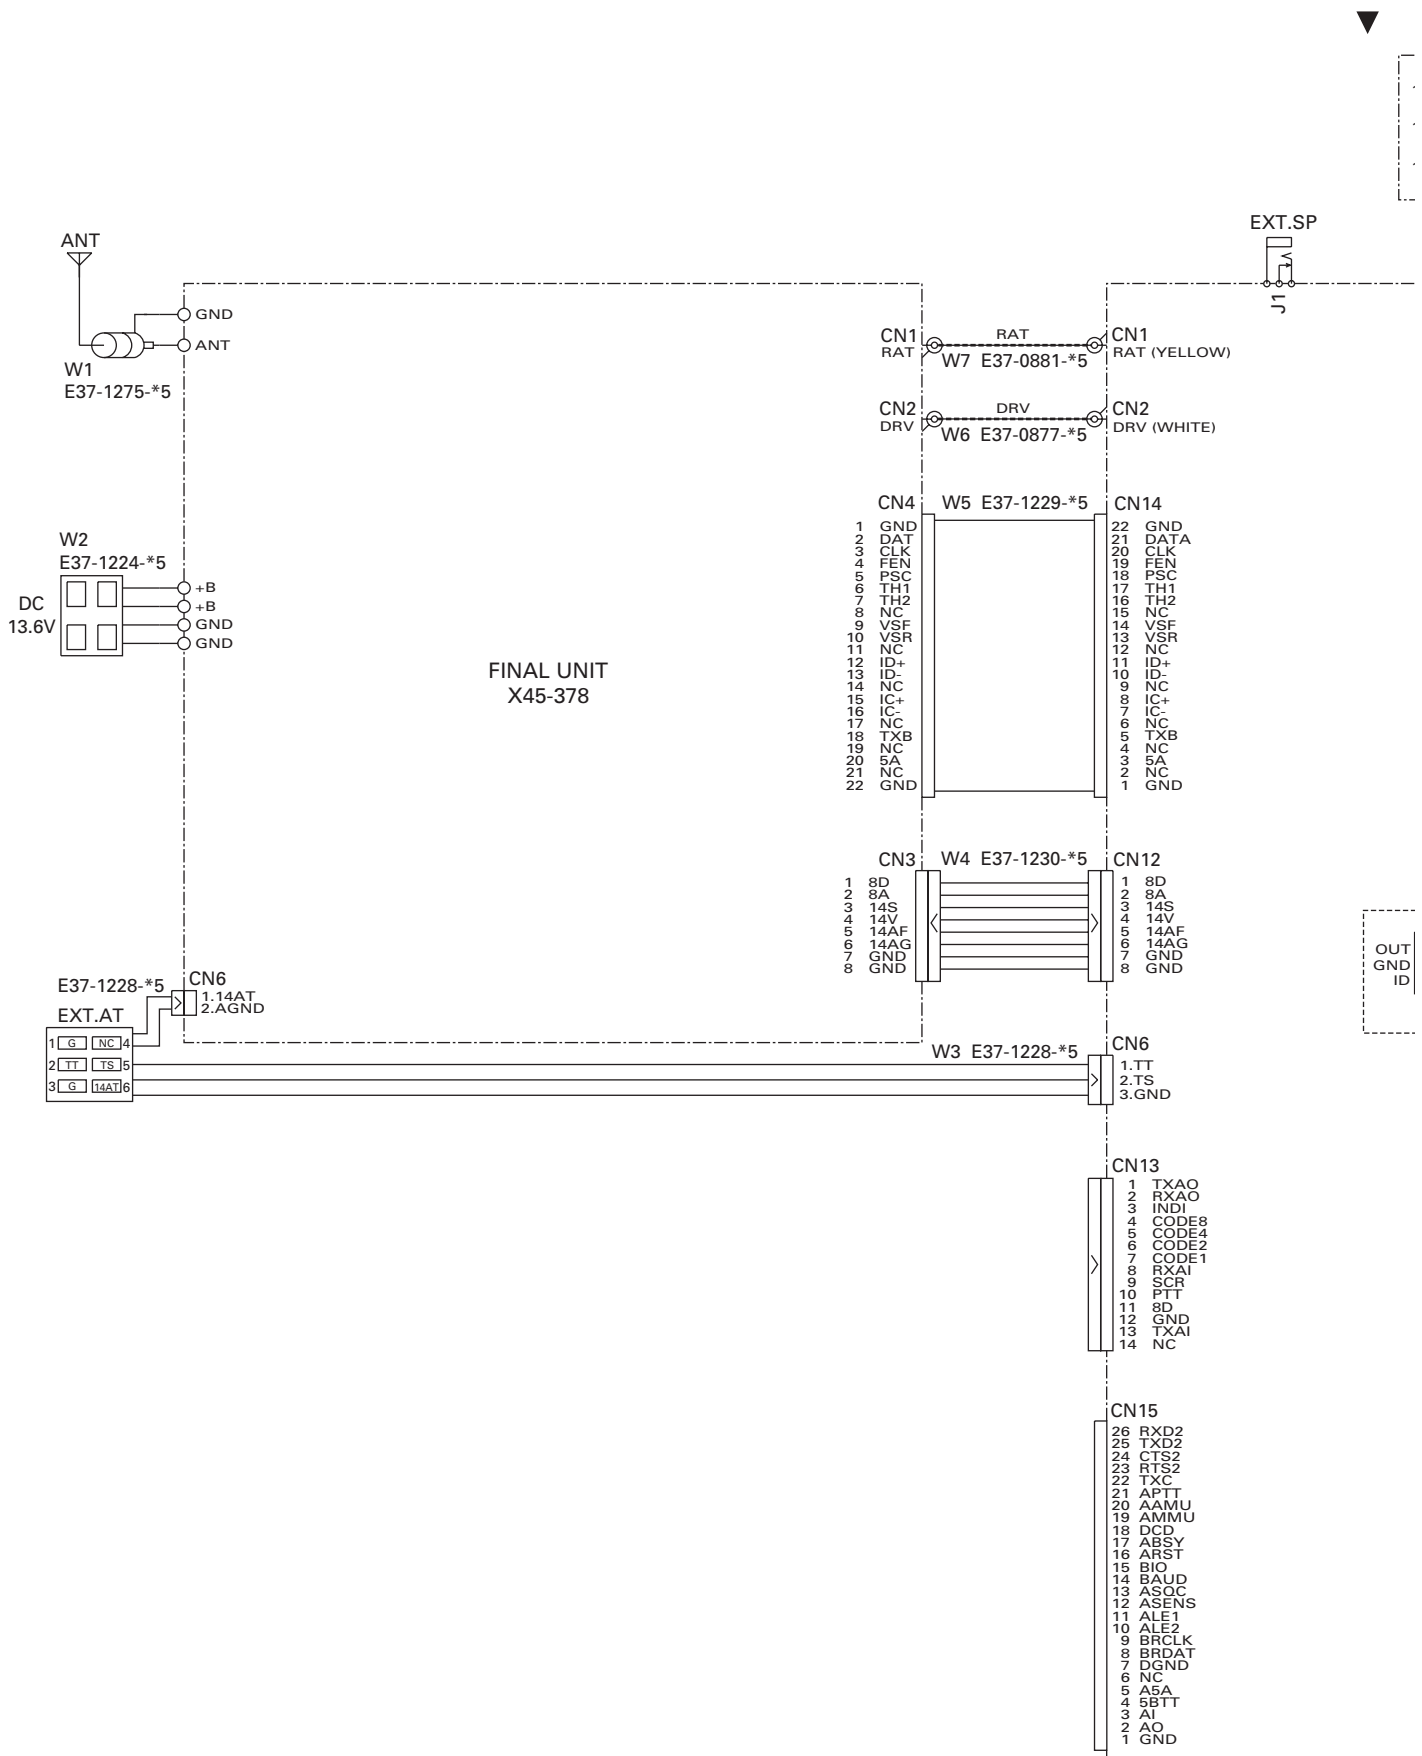 EXT.SP
J1
ANT
GND
ANT
W1
E37-1275-*5
CN1
RAT
RAT
W7 E37-0881-*5
CN1
RAT (YELLOW)
CN2
DRV
DRV
W6 E37-0877-*5
CN2
DRV (WHITE)
W2
E37-1224-*5
DC
13.6V
+B
+B
GND
GND
FINAL UNIT
X45-378
CN4
1 GND
2 DAT
3 CLK
4 FEN
5 PSC
6 TH1
7 TH2
8 NC
9 VSF
10 VSR
11 NC
12 ID+
13 ID-
14 NC
15 IC+
16 IC-
17 NC
18 TXB
19 NC
20 5A
21 NC
22 GND
W5 E37-1229-*5
CN14
22 GND
21 DATA
20 CLK
19 FEN
18 PSC
17 TH1
16 TH2
15 NC
14 VSF
13 VSR
12 NC
11 ID+
10 ID-
9 NC
8 IC+
7 IC-
6 NC
5 TXB
4 NC
3 5A
2 NC
1 GND
CN3
1 8D
2 8A
3 14S
4 14V
5 14AF
6 14AG
7 GND
8 GND
W4 E37-1230-*5
CN12
1 8D
2 8A
3 14S
4 14V
5 14AF
6 14AG
7 GND
8 GND
OUT
GND
ID
E37-1228-*5
CN6
1.14AT
2.AGND
EXT.AT
1 G NC 4
2 TT TS 5
3 G 14AT 6
W3 E37-1228-*5
CN6
1.TT
2.TS
3.GND
CN13
1 TXAO
2 RXAO
3 INDI
4 CODE8
5 CODE4
6 CODE2
7 CODE1
8 RXAI
9 SCR
10 PTT
11 8D
12 GND
13 TXAI
14 NC
CN15
26 RXD2
25 TXD2
24 CTS2
23 RTS2
22 TXC
21 APTT
20 AAMU
19 AMMU
18 DCD
17 ABSY
16 ARST
15 BIO
14 BAUD
13 ASQC
12 ASENS
11 ALE1
10 ALE2
9 BRCLK
8 BRDAT
7 DGND
6 NC
5 A5A
4 5BTT
3 AI
2 AO
1 GND